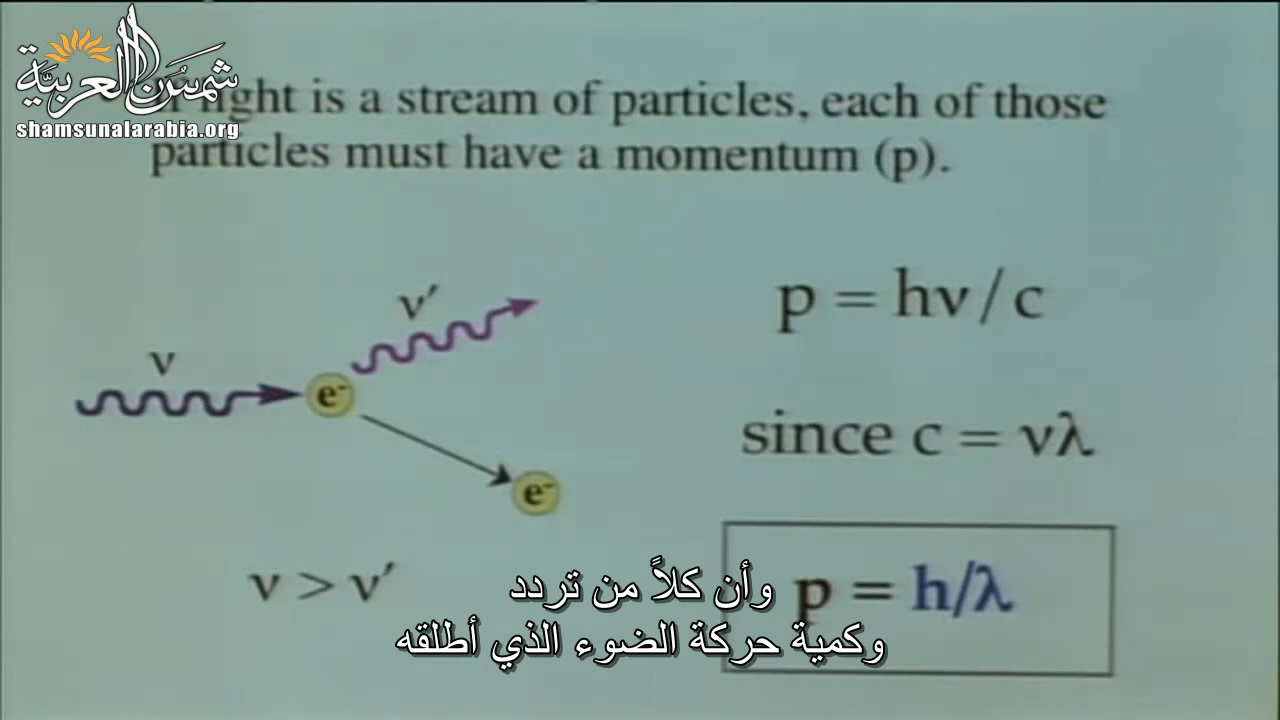 شمس العربية
shamsunalarabia.org
light is a stream of particles, each of those
particles must have a momentum (p).
ν
ν′
e-
e-
p = hν/c
since c = νλ
ν > ν′
p = h/λ
وأن كلاً من تردد
وكمية حركة الضوء الذي أطلقه